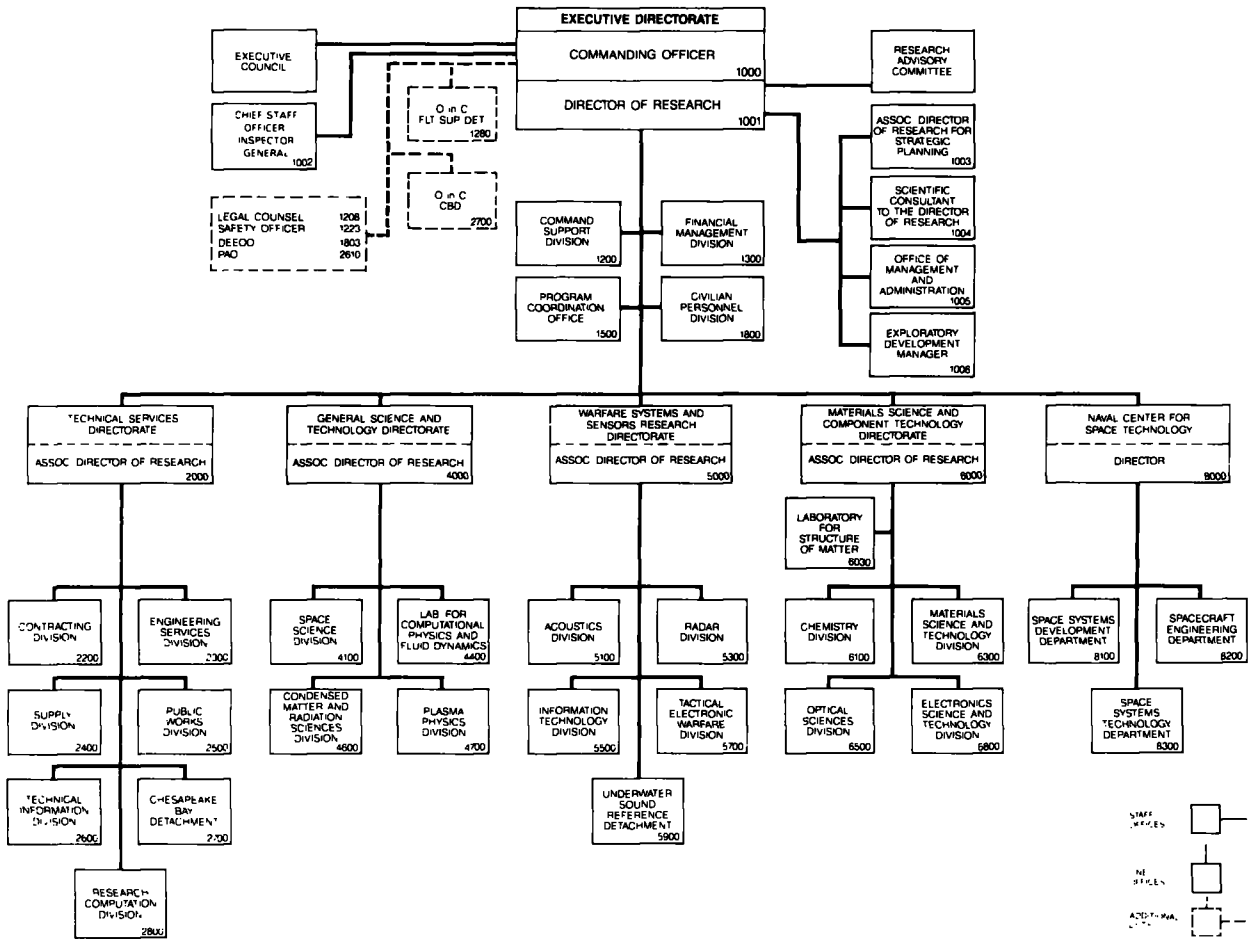 EXECUTIVE DIRECTORATE
COMMANDING OFFICER
1000
DIRECTOR OF RESEARCH
1001
EXECUTIVE
COUNCIL
CHIEF STAFF
OFFICER
INSPECTOR
GENERAL
1002
O in C
FLT SUP DET
1280
O in C
CBD
2700
LEGAL COUNSEL 1208
SAFETY OFFICER 1223
DEEOO 1803
PAO 2610
RESEARCH
ADVISORY
COMMITTEE
ASSOC DIRECTOR
OF RESEARCH FOR
STRATEGIC
PLANNING
1003
SCIENTIFIC
CONSULTANT
TO THE DIRECTOR
OF RESEARCH
1004
OFFICE OF
MANAGEMENT
AND
ADMINISTRATION
1005
EXPLORATORY
DEVELOPMENT
MANAGER
1006
COMMAND
SUPPORT
DIVISION
1200
FINANCIAL
MANAGEMENT
DIVISION
1300
PROGRAM
COORDINATION
OFFICE
1500
CIVILIAN
PERSONNEL
DIVISION
1800
TECHNICAL SERVICES
DIRECTORATE
ASSOC DIRECTOR OF RESEARCH
2000
GENERAL SCIENCE AND
TECHNOLOGY DIRECTORATE
ASSOC DIRECTOR OF RESEARCH
4000
WARFARE SYSTEMS AND
SENSORS RESEARCH
DIRECTORATE
ASSOC DIRECTOR OF RESEARCH
5000
MATERIALS SCIENCE AND
COMPONENT TECHNOLOGY
DIRECTORATE
ASSOC DIRECTOR OF RESEARCH
6000
NAVAL CENTER FOR
SPACE TECHNOLOGY
DIRECTOR
8000
LABORATORY
FOR
STRUCTURE
OF MATTER
6030
CONTRACTING
DIVISION
2200
ENGINEERING
SERVICES
DIVISION
2300
SUPPLY
DIVISION
2400
PUBLIC
WORKS
DIVISION
2500
TECHNICAL
INFORMATION
DIVISION
2600
CHESAPEAKE
BAY
DETACHMENT
2700
RESEARCH
COMPUTATION
DIVISION
2800
SPACE
SCIENCE
DIVISION
4100
LAB FOR
COMPUTATIONAL
PHYSICS AND
FLUID DYNAMICS
4400
CONDENSED
MATTER AND
RADIATION
SCIENCES
DIVISION
4600
PLASMA
PHYSICS
DIVISION
4700
ACOUSTICS
DIVISION
5100
RADAR
DIVISION
5300
INFORMATION
TECHNOLOGY
DIVISION
5500
TACTICAL
ELECTRONIC
WARFARE
DIVISION
5700
UNDERWATER
SOUND
REFERENCE
DETACHMENT
5900
CHEMISTRY
DIVISION
6100
MATERIALS
SCIENCE AND
TECHNOLOGY
DIVISION
6300
OPTICAL
SCIENCES
DIVISION
6500
ELECTRONICS
SCIENCE AND
TECHNOLOGY
DIVISION
6800
SPACE SYSTEMS
DEVELOPMENT
DEPARTMENT
8100
SPACECRAFT
ENGINEERING
DEPARTMENT
8200
SPACE
SYSTEMS
TECHNOLOGY
DEPARTMENT
8300
STAFF
OFFICES
OFFICES
ADDITIONAL